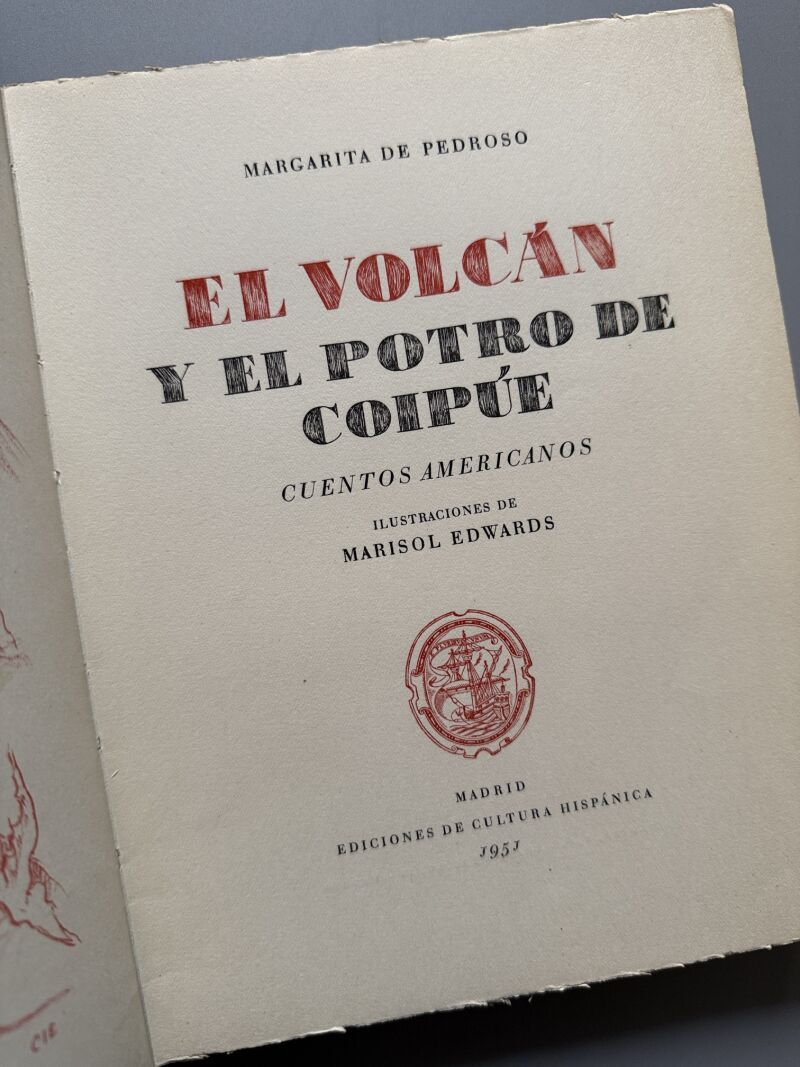 MARGARITA DE PEDROSO
EL VOLCÁN
Y EL POTRO DE
COIPÚE
CUENTOS AMERICANOS
ILUSTRACIONES DE
MARISOL EDWARDS
MADRID
EDICIONES DE CULTURA HISPÁNICA
1951